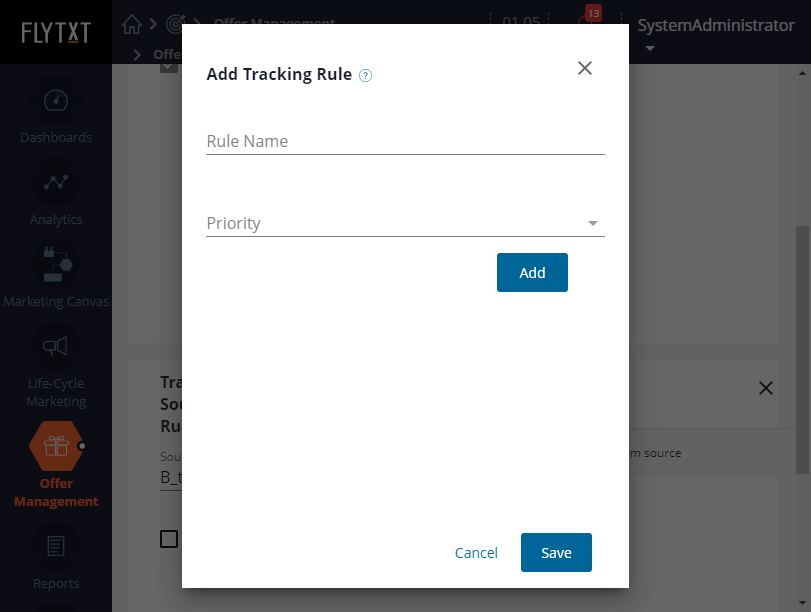 FLYTXT
Offer Management
01.05
13
SystemAdministrator
Offe
Dashboards
Analytics
Marketing Canvas
Life-Cycle
Marketing
Offer
Management
Reports
Add Tracking Rule ?
Rule Name
Priority
Add
Tra
Sou
Ru
Sou
B_t
m source
Cancel
Save